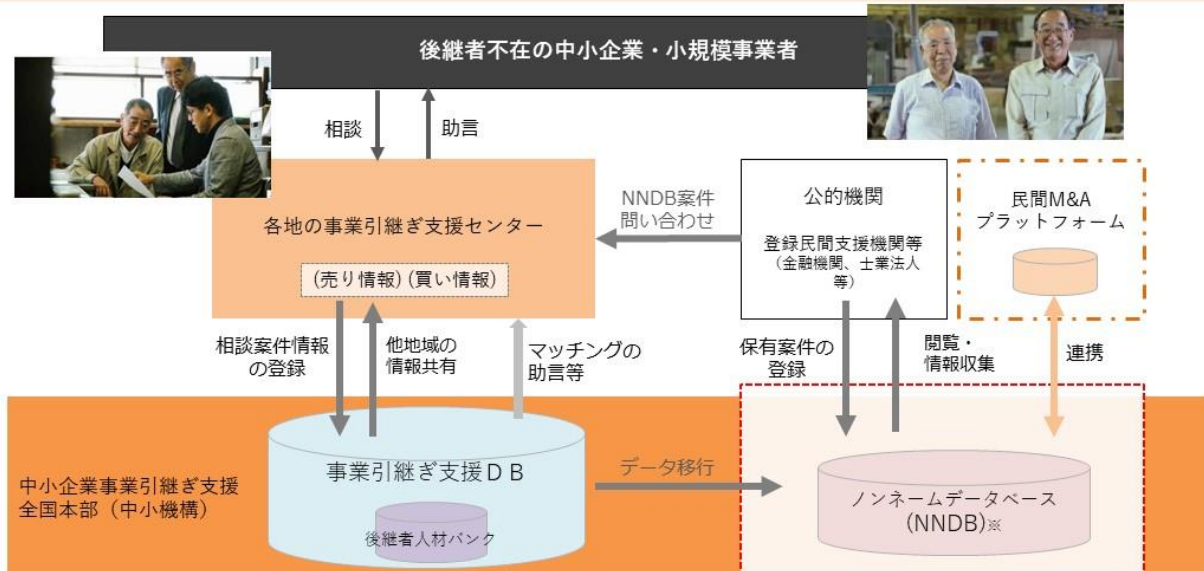 後継者不在の中小企業・小規模事業者
相談
助言
各地の事業引継ぎ支援センター
(売り情報)(買い情報)
NNDB案件
問い合わせ
公的機関
登録民間支援機関等
（金融機関、士業法人
等）
民間M&A
プラットフォーム
相談案件情報
の登録
他地域の
情報共有
マッチングの
助言等
保有案件の
登録
閲覧・
情報収集
連携
中小企業事業引継ぎ支援
全国本部（中小機構）
事業引継ぎ支援ＤＢ
後継者人材バンク
データ移行
ノンネームデータベース
(NNDB)※